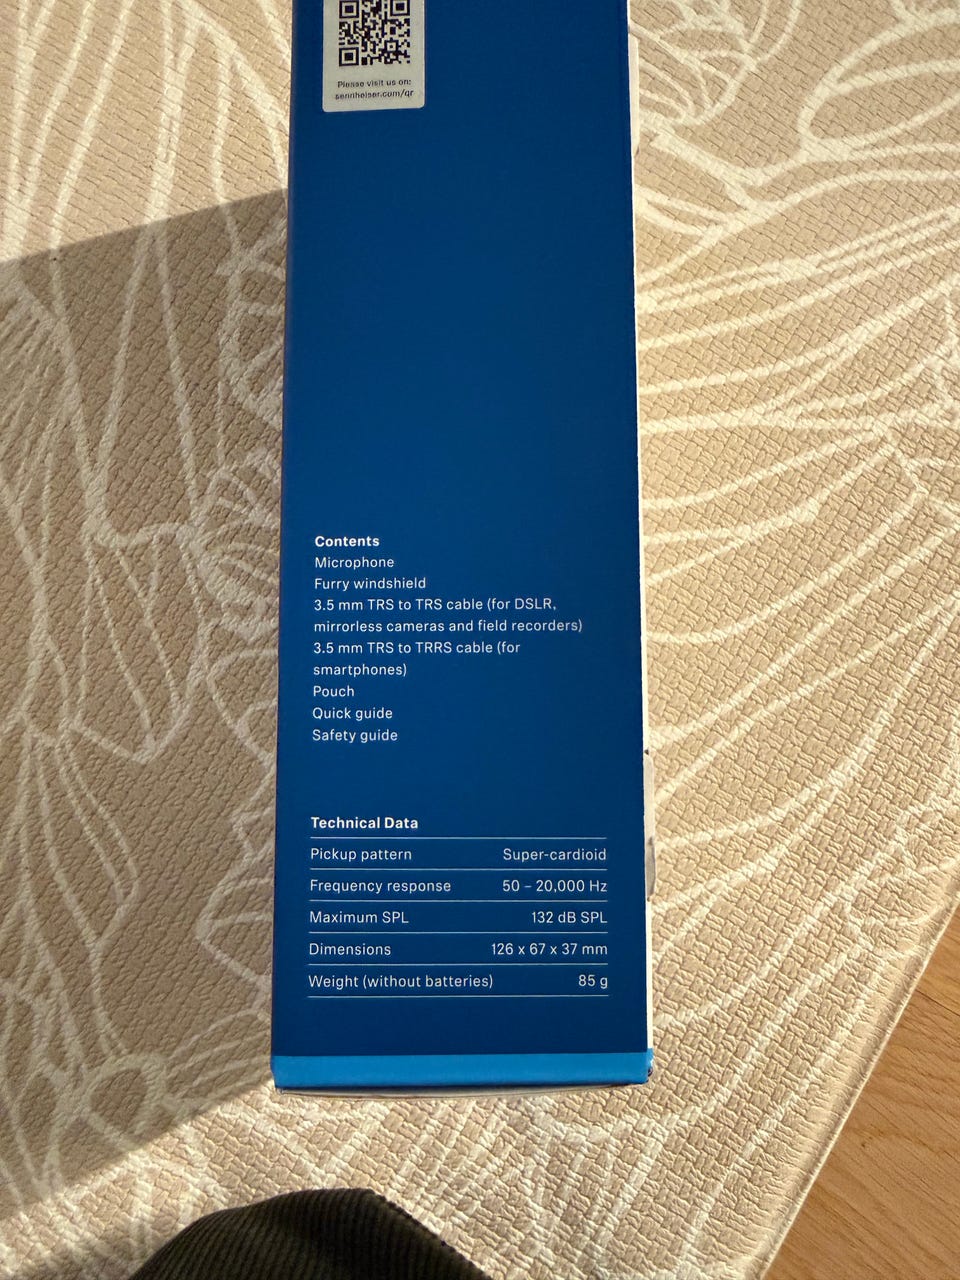 Please visit us on:
sennheiser.com/qr
Contents
Microphone
Furry windshield
3.5 mm TRS to TRS cable (for DSLR,
mirrorless cameras and field recorders)
3.5 mm TRS to TRRS cable (for
smartphones)
Pouch
Quick guide
Safety guide
Technical Data
Pickup pattern Super-cardioid
Frequency response 50 – 20,000 Hz
Maximum SPL 132 dB SPL
Dimensions 126 x 67 x 37 mm
Weight (without batteries) 85 g